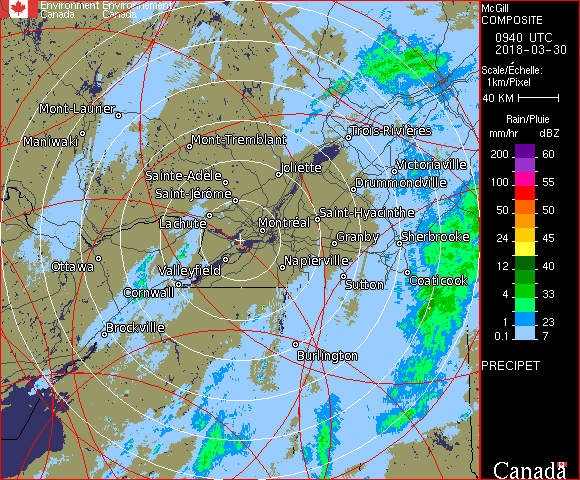 Environment Environnement
Canada Canada
McGill
COMPOSITE
0940 UTC
2018-03-30
Scale/Échelle:
1km/Pixel
40 KM
Rain/Pluie
mm/hr dBZ
200 60
150 57
100 55
50 50
24 45
12 40
4 33
1 23
0.1 7
PRECIPET
Canada
Mont-Laurier
Maniwaki
Mont-Tremblant
Trois-Rivières
Sainte-Adèle
Joliette
Victoriaville
Saint-Jérôme
Drummondville
Lachute
Montréal
Saint-Hyacinthe
Granby
Sherbrooke
Ottawa
Valleyfield
Napierville
Coaticook
Cornwall
Sutton
Brockville
Burlington